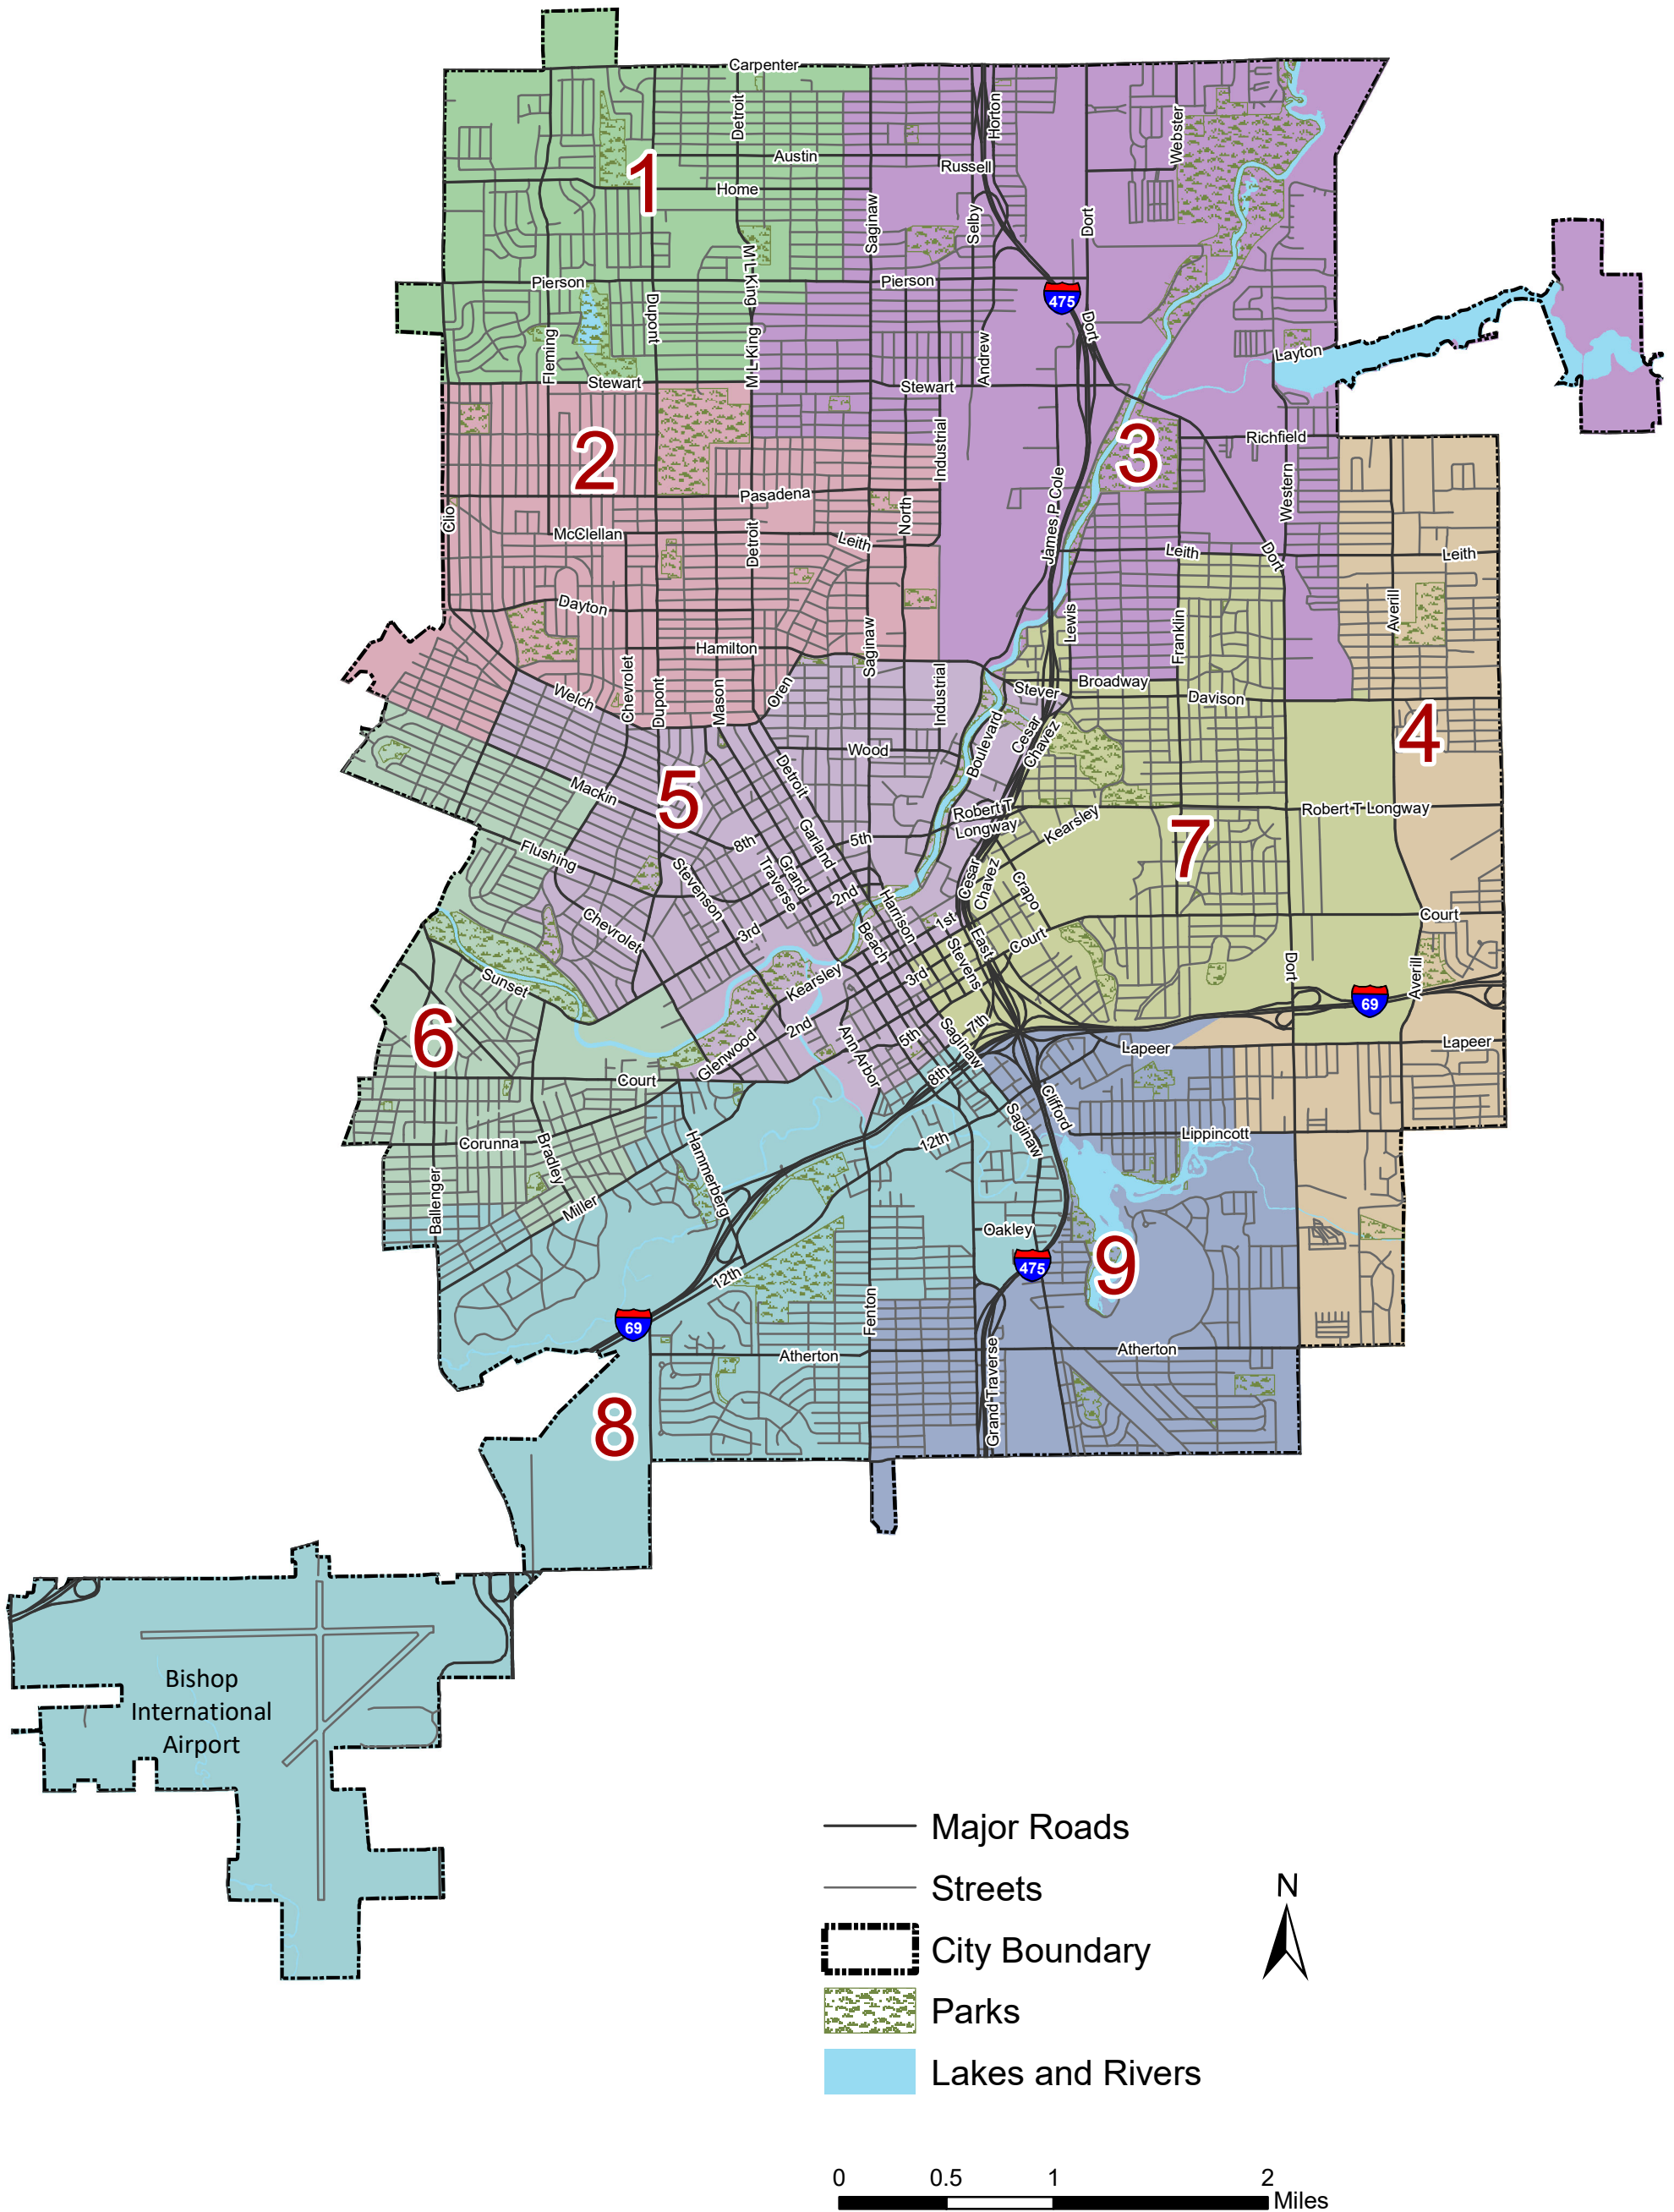 Carpenter
Detroit
Horton
Webster
Austin
Russell
1
Home
Saginaw
Selby
Dort
M L King
Pierson
Pierson
475
Dupont
Dort
Fleming
M L King
Andrew
Layton
Stewart
Stewart
2
Industrial
3
Richfield
Western
Pasadena
Clio
North
James P Cole
McClellan
Detroit
Leith
Leith
Dort
Leith
Dayton
Averill
Lewis
Franklin
Hamilton
Saginaw
Chevrolet
Dupont
Mason
Oren
Industrial
Welch
Stever
Broadway
Davison
4
Boulevard
Cesar
Chavez
Wood
Detroit
Mackin
5
Robert T
Longway
Robert T Longway
Kearsley
7
8th
Garland
5th
Flushing
Grand
Traverse
Stevenson
2nd
Harrison
Cesar
Chavez
Crapo
Chevrolet
3rd
Beach
1st
East
Court
Court
Stevens
Sunset
Kearsley
3rd
Dort
Averill
69
6
2nd
Ann Arbor
5th
Saginaw
7th
Glenwood
Lapeer
Lapeer
Court
8th
Clifford
Saginaw
Corunna
Bradley
Hammerberg
12th
Lippincott
Ballenger
Miller
Oakley
475
9
12th
Fenton
69
Atherton
Atherton
Grand Traverse
8
Bishop
International
Airport
Major Roads
Streets
City Boundary
Parks
Lakes and Rivers
N
0 0.5 1 2
Miles